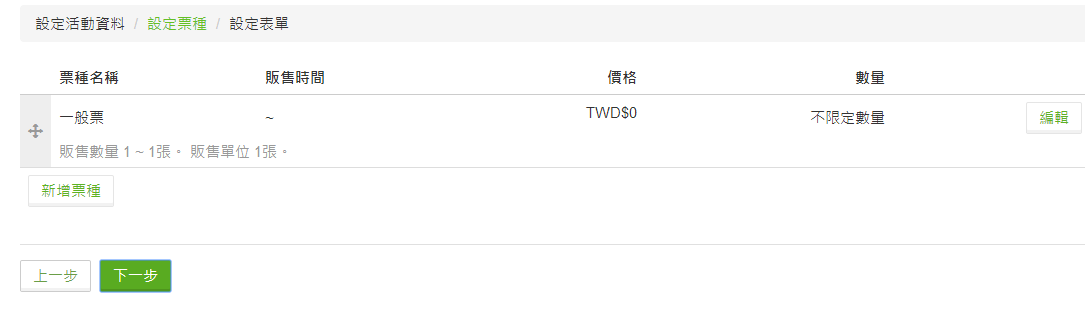 設定活動資料 / 設定票種 / 設定表單
票種名稱 販售時間 價格 數量
一般票 ~ TWD$0 不限定數量 編輯
販售數量 1 ~ 1張。 販售單位 1張。
新增票種
上一步 下一步